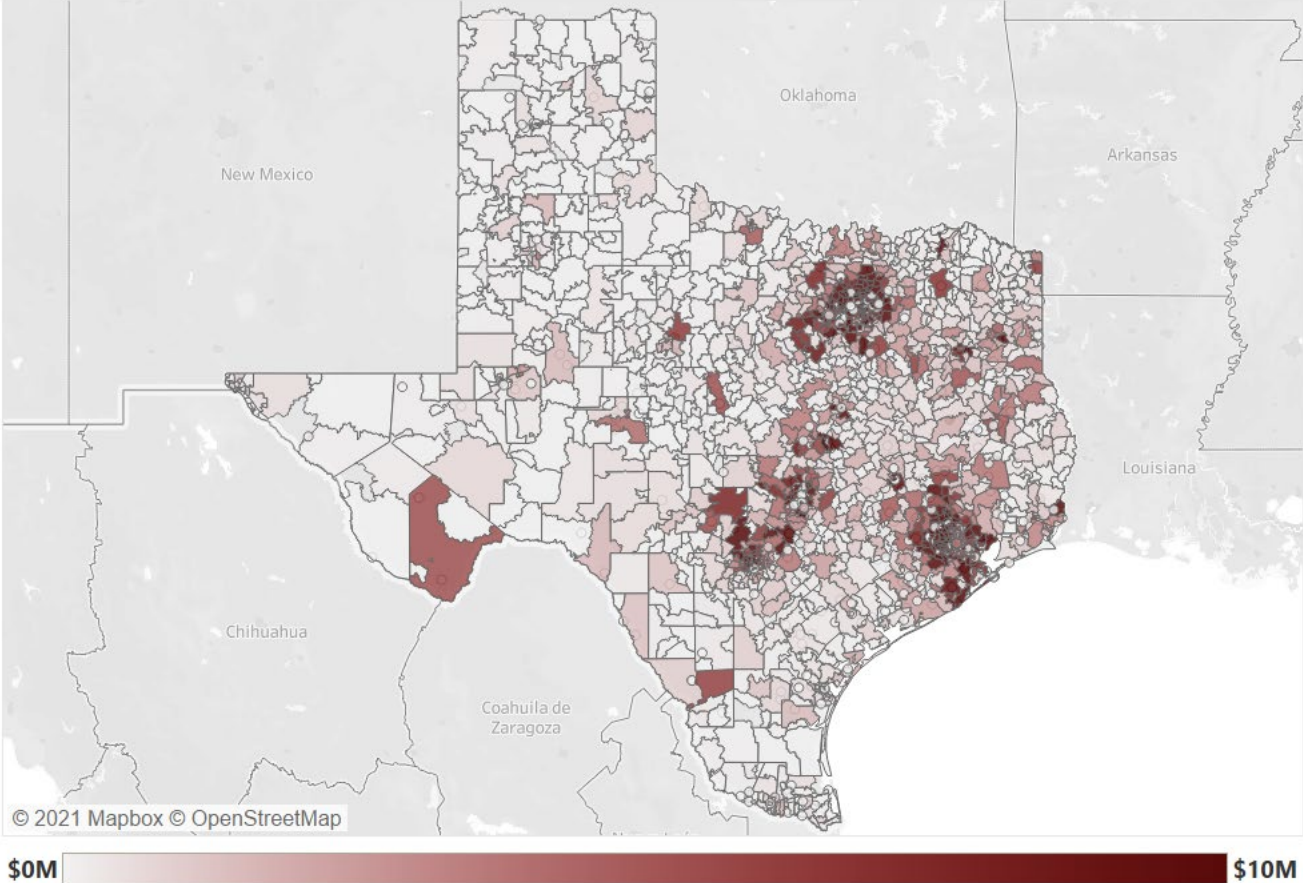 Oklahoma
Arkansas
New Mexico
Louisiana
Chihuahua
Coahuila de
Zaragoza
© 2021 Mapbox © OpenStreetMap
$0M
$10M